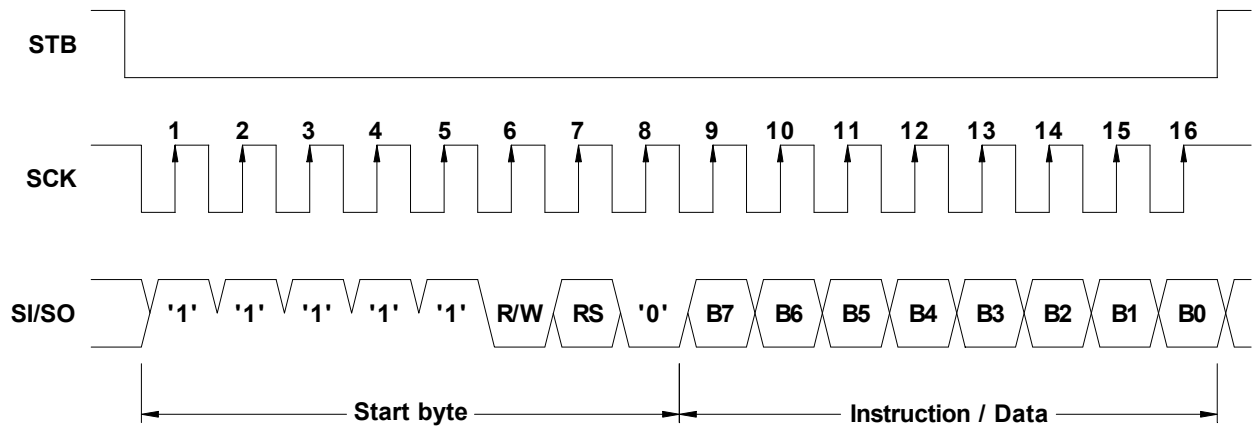 STB
1 2 3 4 5 6 7 8 9 10 11 12 13 14 15 16
SCK
SI/SO '1' '1' '1' '1' '1' R/W RS '0' B7 B6 B5 B4 B3 B2 B1 B0
Start byte Instruction / Data